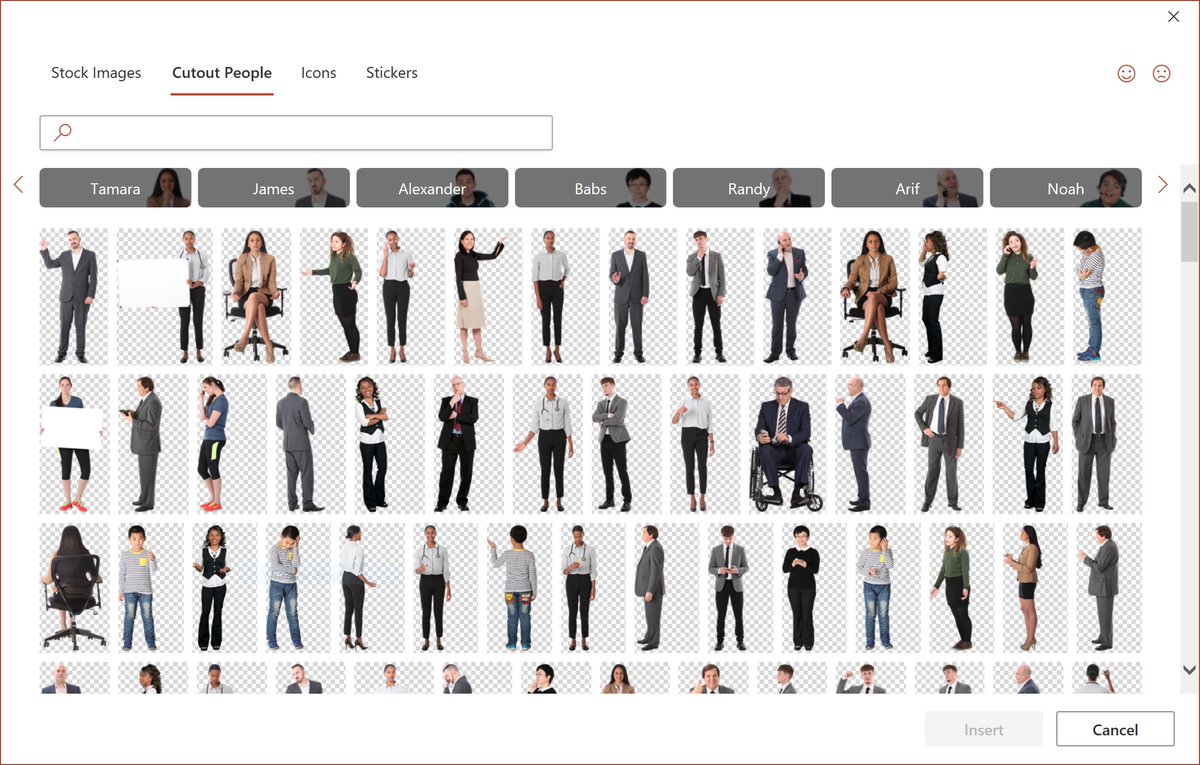 Stock Images
Cutout People
Icons
Stickers
Tamara
James
Alexander
Babs
Randy
Arif
Noah
Insert
Cancel